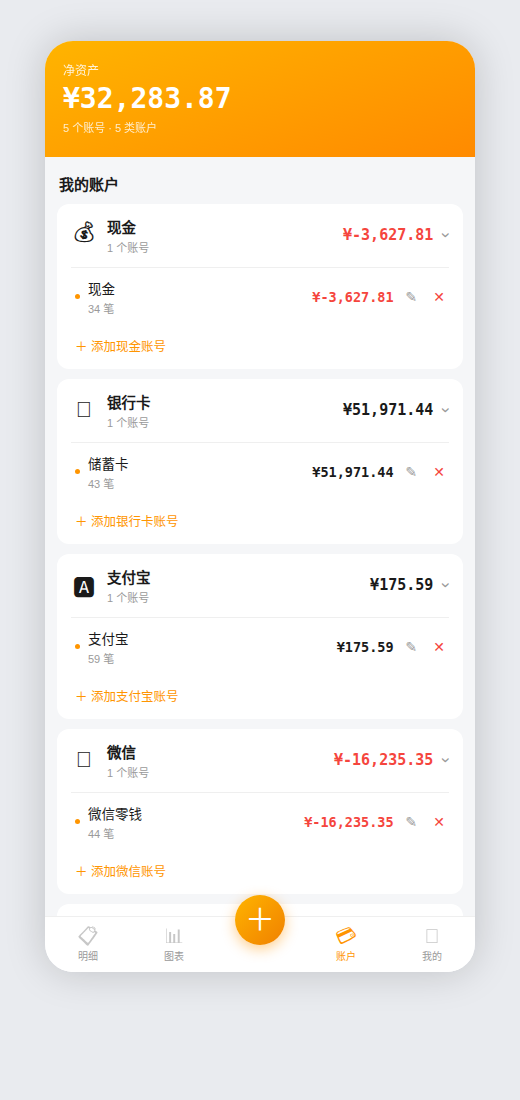 净资产
¥32,283.87
5 个账号 · 5 类账户
我的账户
现金
1 个账号
¥-3,627.81
现金
34 笔
¥-3,627.81 ✎ ✕
＋ 添加现金账号
银行卡
1 个账号
¥51,971.44
储蓄卡
43 笔
¥51,971.44 ✎ ✕
＋ 添加银行卡账号
A
支付宝
1 个账号
¥175.59
支付宝
59 笔
¥175.59 ✎ ✕
＋ 添加支付宝账号
微信
1 个账号
¥-16,235.35
微信零钱
44 笔
¥-16,235.35 ✎ ✕
＋ 添加微信账号
明细
图表
＋
账户
我的